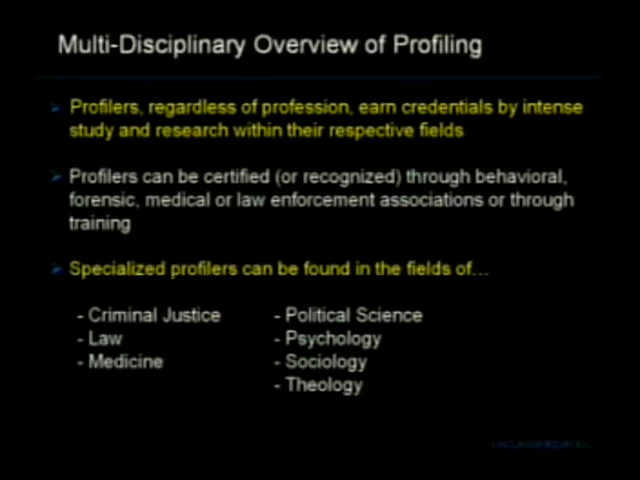 Multi-Disciplinary Overview of Profiling
Profilers, regardless of profession, earn credentials by intense
study and research within their respective fields
Profilers can be certified (or recognized) through behavioral,
forensic, medical or law enforcement associations or through
training
Specialized profilers can be found in the fields of...
- Criminal Justice
- Law
- Medicine
- Political Science
- Psychology
- Sociology
- Theology